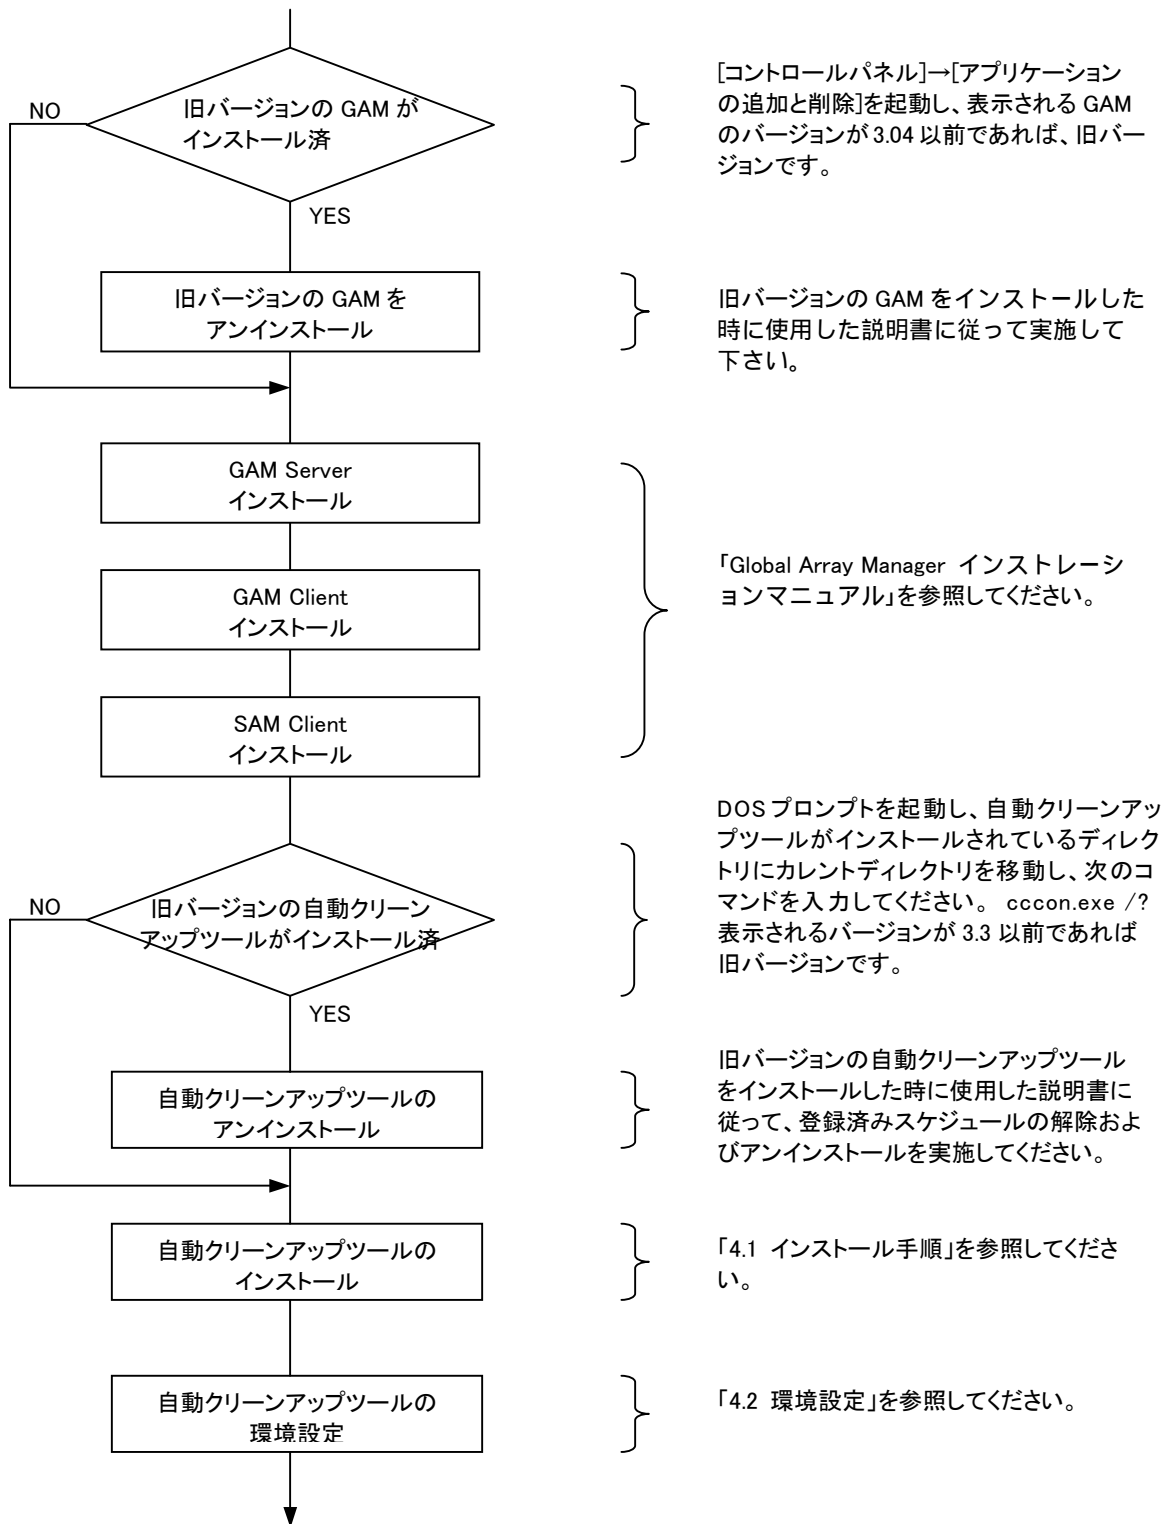 旧バージョンの GAM が
インストール済
NO
YES
[コントロールパネル]→[アプリケーション
の追加と削除]を起動し、表示される GAM
のバージョンが 3.04 以前であれば、旧バー
ジョンです。
旧バージョンの GAM を
アンインストール
旧バージョンの GAM をインストールした
時に使用した説明書に従って実施して
下さい。
GAM Server
インストール
GAM Client
インストール
SAM Client
インストール
「Global Array Manager インストレーシ
ョンマニュアル」を参照してください。
旧バージョンの自動クリーン
アップツールがインストール済
NO
YES
DOS プロンプトを起動し、自動クリーンアッ
プツールがインストールされているディレク
トリにカレントディレクトリを移動し、次のコ
マンドを入力してください。 cccon.exe /?
表示されるバージョンが 3.3 以前であれば
旧バージョンです。
自動クリーンアップツールの
アンインストール
旧バージョンの自動クリーンアップツール
をインストールした時に使用した説明書に
従って、登録済みスケジュールの解除およ
びアンインストールを実施してください。
自動クリーンアップツールの
インストール
「4.1 インストール手順」を参照してくださ
い。
自動クリーンアップツールの
環境設定
「4.2 環境設定」を参照してください。